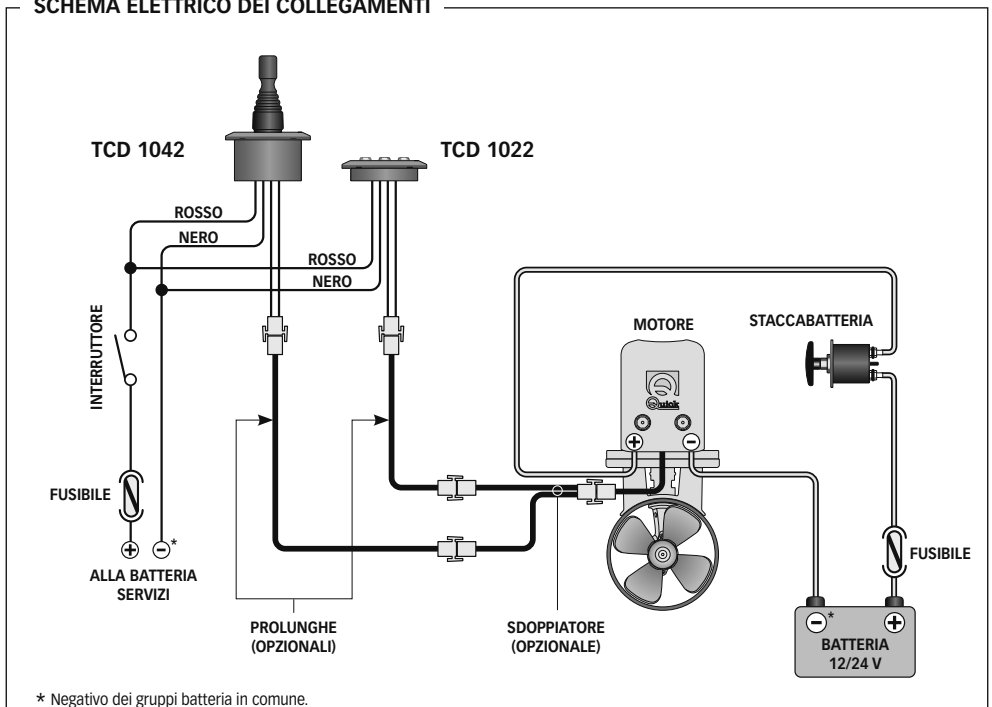 SCHEMA ELETTRICO DEI COLLEGAMENTI
TCD 1042
TCD 1022
ROSSO
NERO
ROSSO
NERO
INTERRUTTORE
MOTORE
STACCABATTERIA
Quick
+
−
FUSIBILE
+
−*
ALLA BATTERIA
SERVIZI
PROLUNGHE
(OPZIONALI)
SDOPPIATORE
(OPZIONALE)
FUSIBILE
−*
+
BATTERIA
12/24 V
* Negativo dei gruppi batteria in comune.